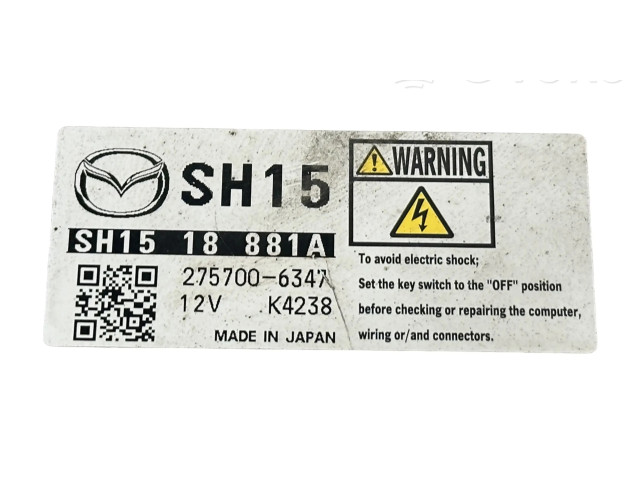 SH15
SH15 18 881A
275700-6347
12V K4238
MADE IN JAPAN
WARNING
To avoid electric shock;
Set the key switch to the "OFF" position
before checking or repairing the computer,
wiring or/and connectors.